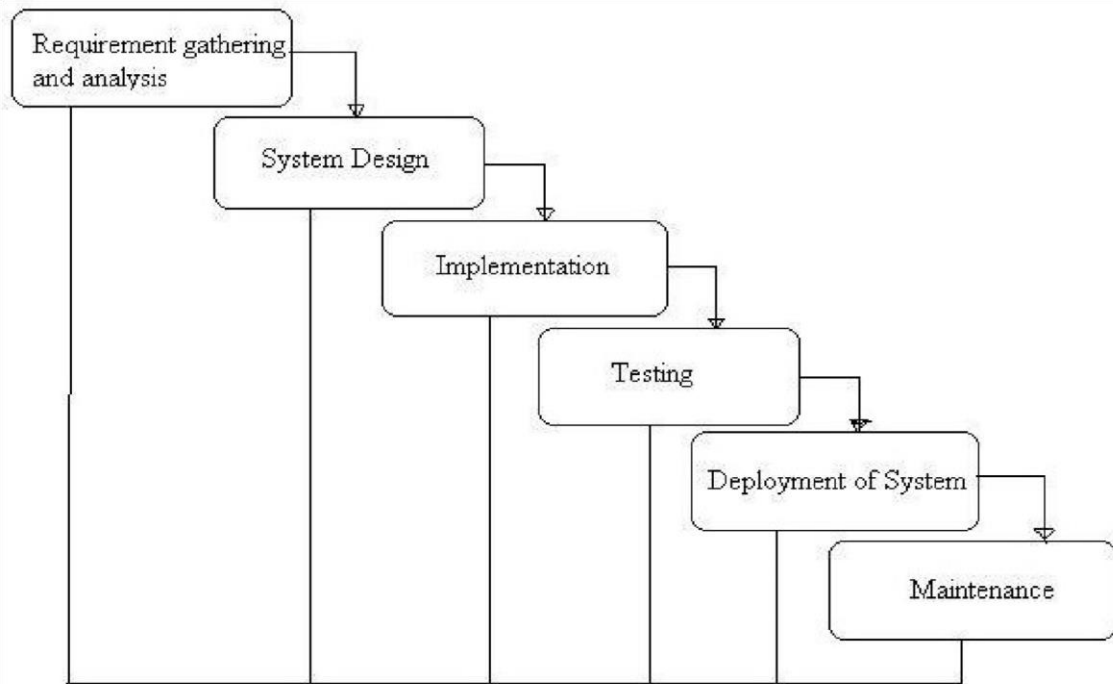 Requirement gathering
and analysis
System Design
Implementation
Testing
Deployment of System
Maintenance